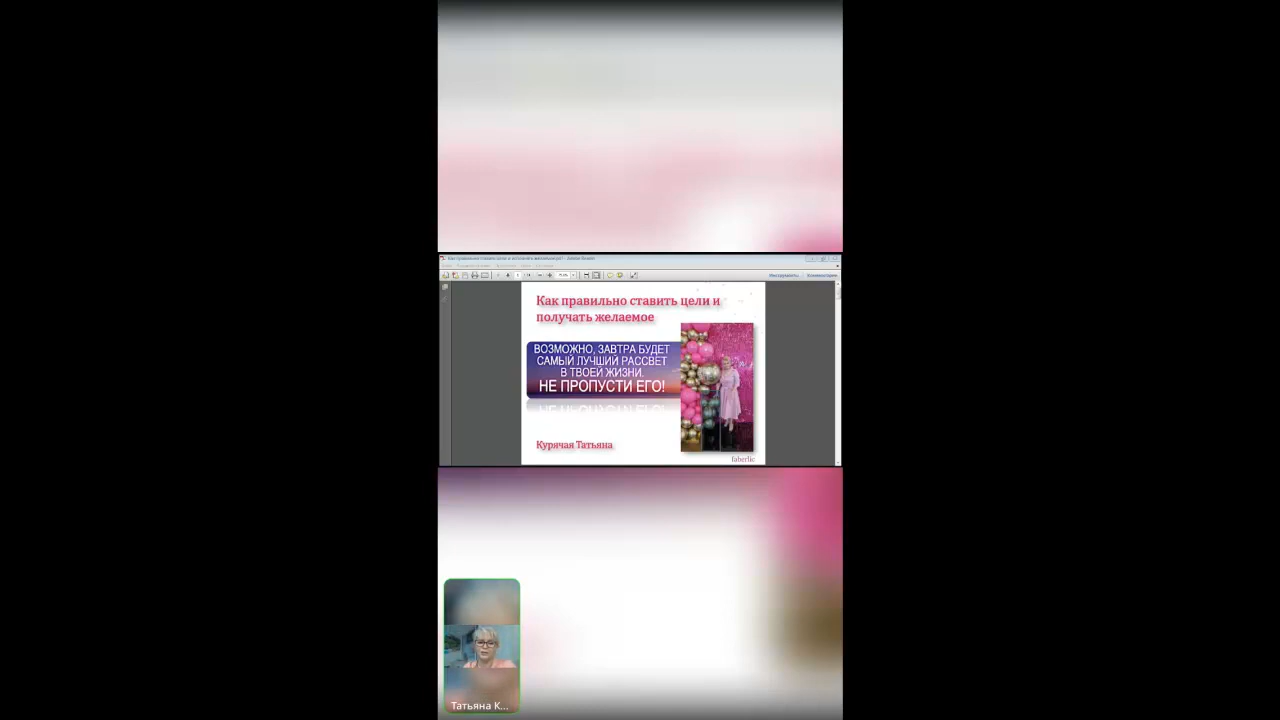 Как правильно ставить цели и
получать желаемое
ВОЗМОЖНО, ЗАВТРА БУДЕТ
САМЫЙ ЛУЧШИЙ РАССВЕТ
В ТВОЕЙ ЖИЗНИ.
НЕ ПРОПУСТИ ЕГО!
Курячая Татьяна
faberlic
Татьяна К...